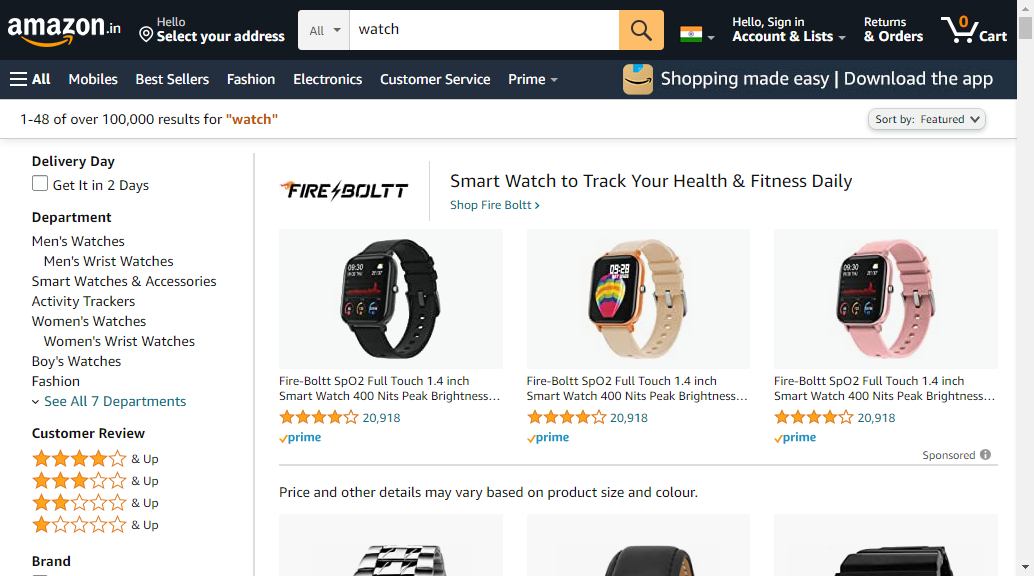 amazon.in
Hello
Select your address
All
watch
Hello, Sign in
Account & Lists
Returns
& Orders
0
Cart
All
Mobiles
Best Sellers
Fashion
Electronics
Customer Service
Prime
Shopping made easy | Download the app
1-48 of over 100,000 results for "watch"
Sort by: Featured
Delivery Day
Get It in 2 Days
Department
Men's Watches
Men's Wrist Watches
Smart Watches & Accessories
Activity Trackers
Women's Watches
Women's Wrist Watches
Boy's Watches
Fashion
See All 7 Departments
Customer Review
& Up
& Up
& Up
& Up
Brand
FIRE BOLTT
Smart Watch to Track Your Health & Fitness Daily
Shop Fire Boltt ›
09:30
09:28
09:30
Fire-Boltt SpO2 Full Touch 1.4 inch
Smart Watch 400 Nits Peak Brightness…
20,918
prime
Fire-Boltt SpO2 Full Touch 1.4 inch
Smart Watch 400 Nits Peak Brightness…
20,918
prime
Fire-Boltt SpO2 Full Touch 1.4 inch
Smart Watch 400 Nits Peak Brightness…
20,918
prime
Sponsored
Price and other details may vary based on product size and colour.